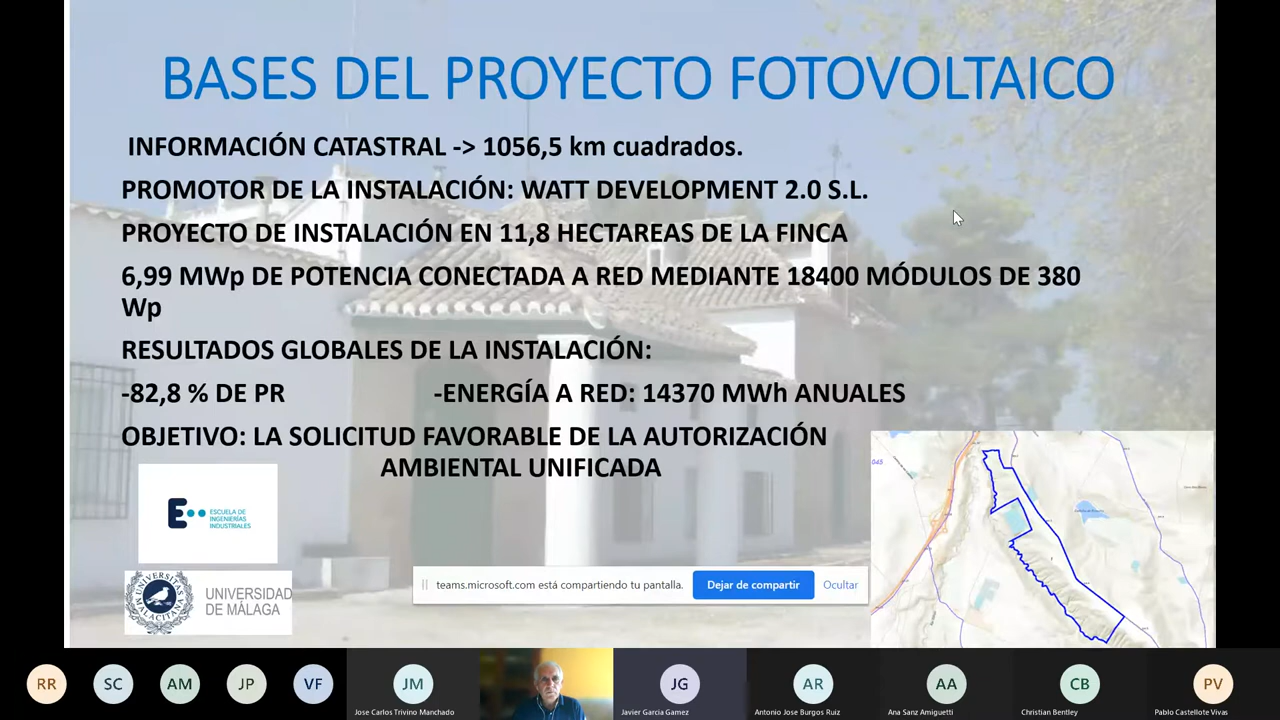 BASES DEL PROYECTO FOTOVOLTAICO
INFORMACIÓN CATASTRAL -> 1056,5 km cuadrados.
PROMOTOR DE LA INSTALACIÓN: WATT DEVELOPMENT 2.0 S.L.
PROYECTO DE INSTALACIÓN EN 11,8 HECTAREAS DE LA FINCA
6,99 MWp DE POTENCIA CONECTADA A RED MEDIANTE 18400 MÓDULOS DE 380
Wp
RESULTADOS GLOBALES DE LA INSTALACIÓN:
-82,8 % DE PR -ENERGÍA A RED: 14370 MWh ANUALES
OBJETIVO: LA SOLICITUD FAVORABLE DE LA AUTORIZACIÓN
AMBIENTAL UNIFICADA
E
ESCUELA DE
INGENIERÍAS
INDUSTRIALES
UNIVERSIDAD
DE MÁLAGA
teams.microsoft.com está compartiendo tu pantalla.
Dejar de compartir
Ocultar
RR
SC
AM
JP
VF
JM
JG
AR
AA
CB
PV
Jose Carlos Trivino Manchado
Javier Garcia Gamez
Antonio Jose Burgos Ruiz
Ana Sanz Amiguetti
Christian Bentley
Pablo Castellote Vivas